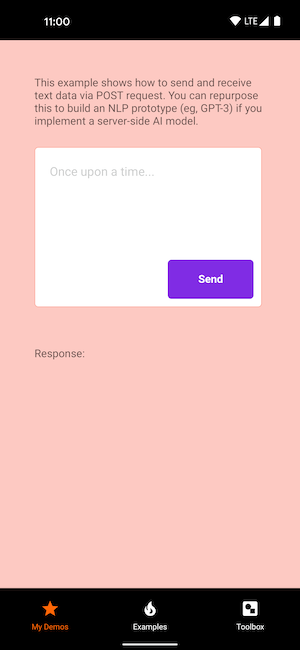 11:00
LTE
This example shows how to send and receive
text data via POST request. You can repurpose
this to build an NLP prototype (eg, GPT-3) if you
implement a server-side AI model.
Once upon a time...
Send
Response:
My Demos
Examples
Toolbox